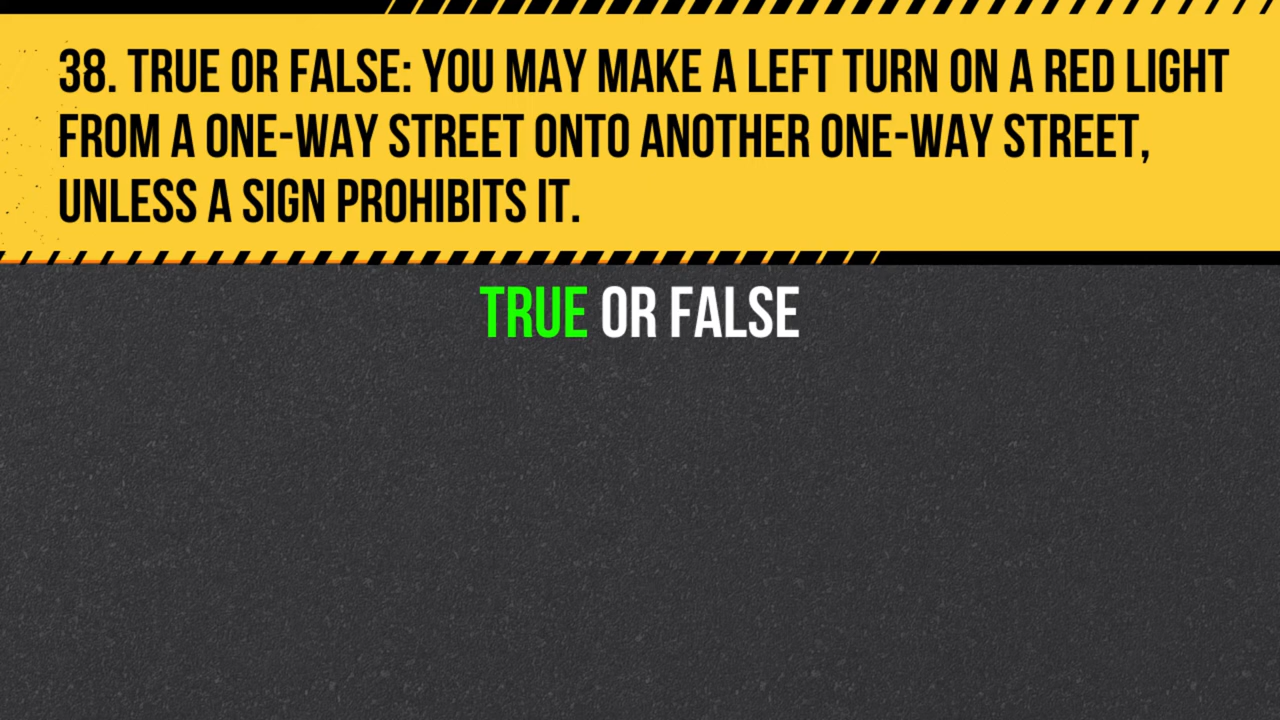 38. TRUE OR FALSE: YOU MAY MAKE A LEFT TURN ON A RED LIGHT
FROM A ONE-WAY STREET ONTO ANOTHER ONE-WAY STREET,
UNLESS A SIGN PROHIBITS IT.
TRUE OR FALSE